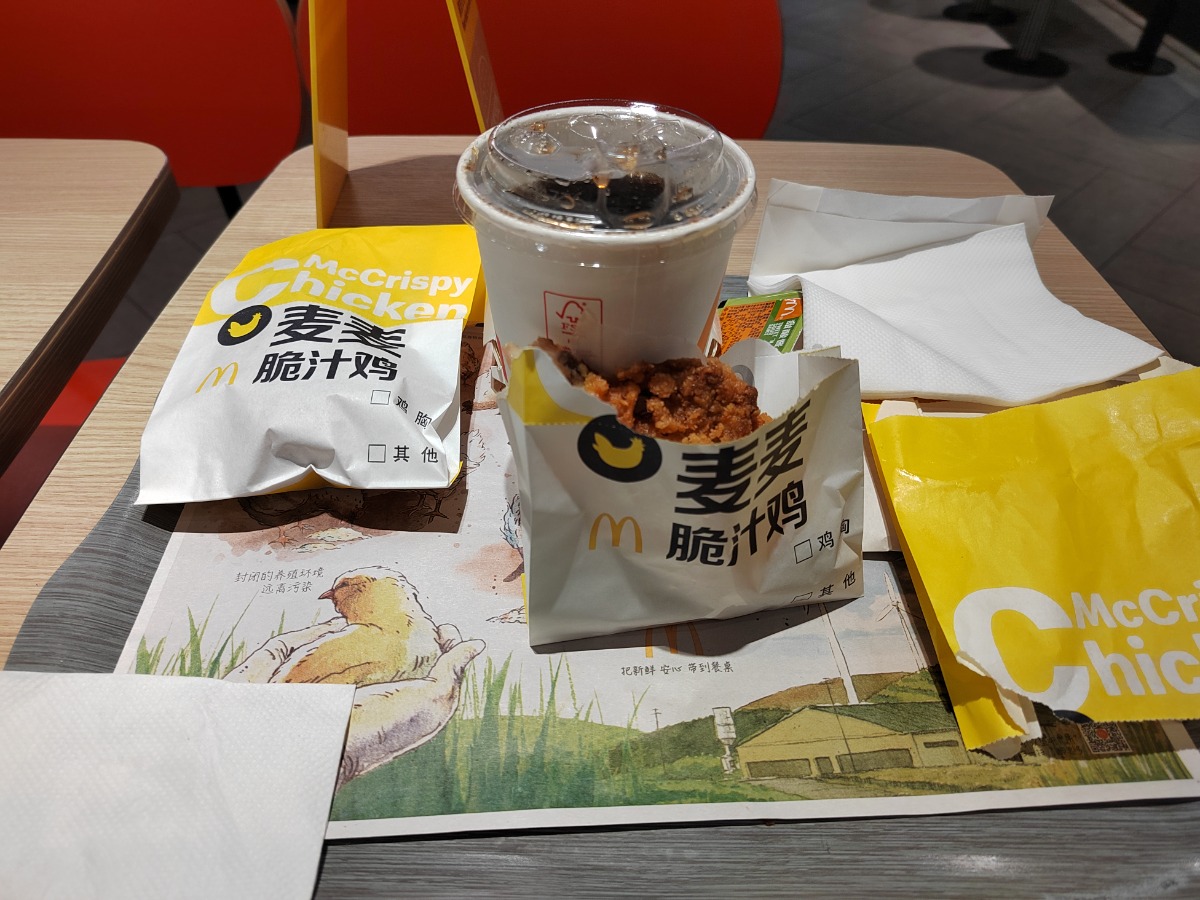 McCrispy
Chicken
麦麦
脆汁鸡
鸡胸
其他
麦麦
脆汁鸡
鸡胸
其他
封闭的养殖环境
远离污染
把新鲜 安心 带到餐桌
McCri
Chic